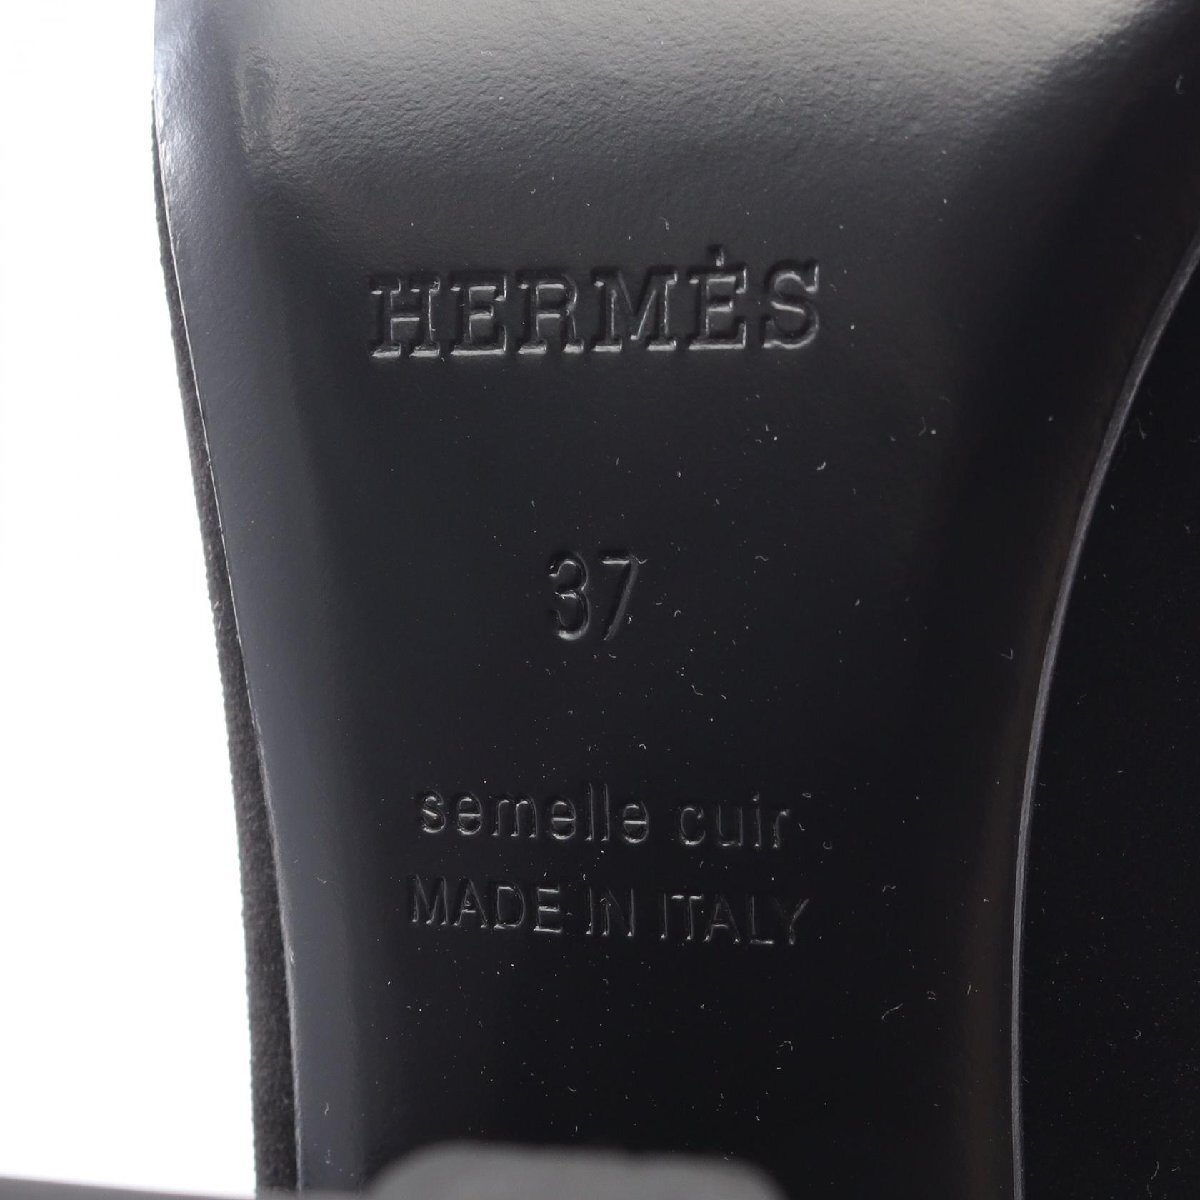 HERMÈS
37
semelle cuir
MADE IN ITALY